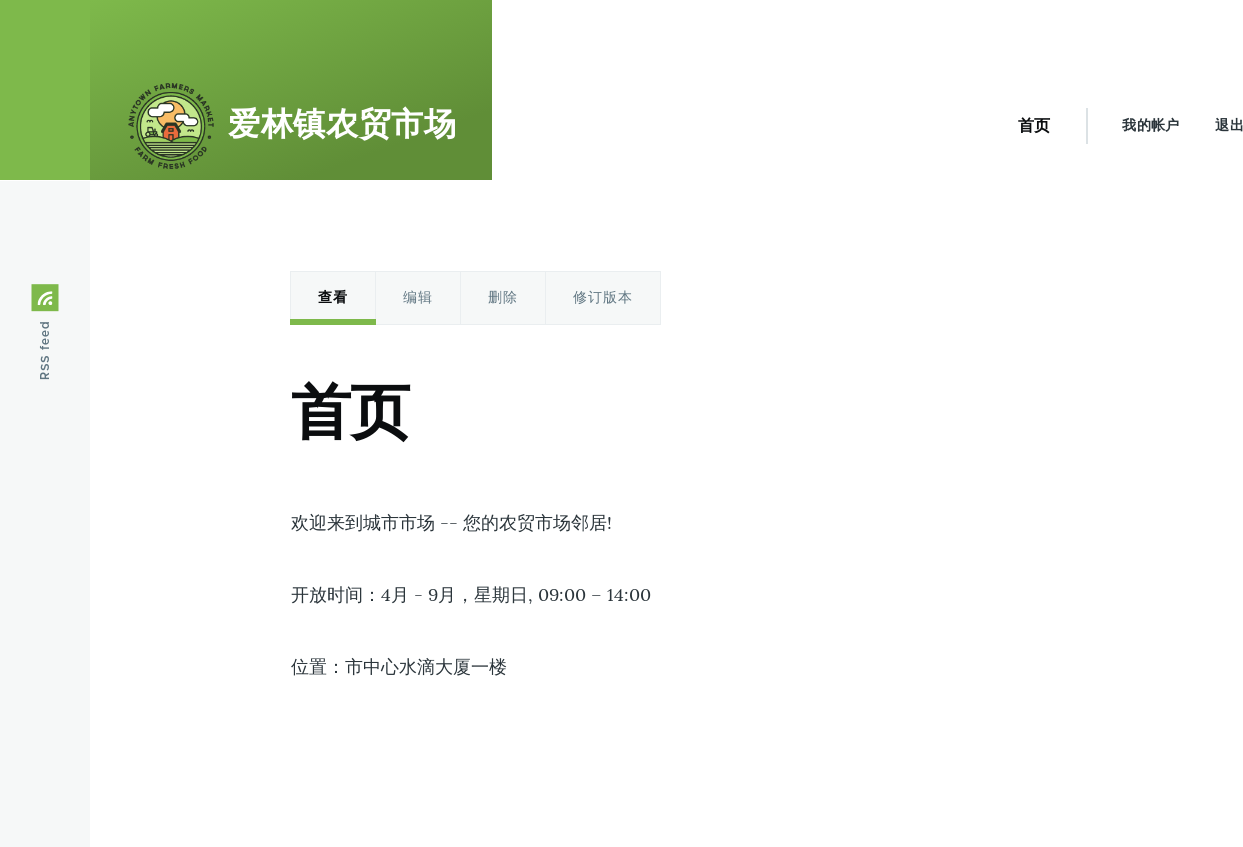 ANYTOWN FARMERS MARKET
FARM FRESH FOOD
爱林镇农贸市场
首页
我的帐户
退出
RSS feed
查看
编辑
删除
修订版本
首页
欢迎来到城市市场 -- 您的农贸市场邻居!
开放时间：4月 - 9月，星期日, 09:00 – 14:00
位置：市中心水滴大厦一楼